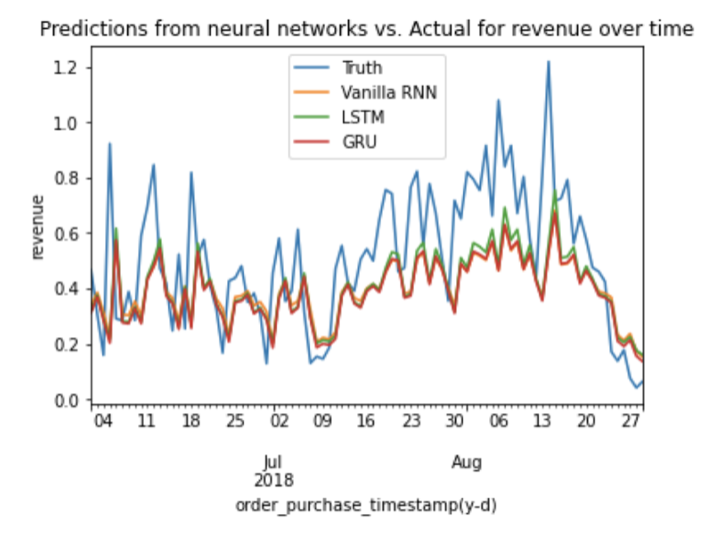 Predictions from neural networks vs. Actual for revenue over time
Truth
Vanilla RNN
LSTM
GRU
revenue
1.2
1.0
0.8
0.6
0.4
0.2
0.0
04 11 18 25 02 09 16 23 30 06 13 20 27
Jul Aug
2018
order_purchase_timestamp(y-d)